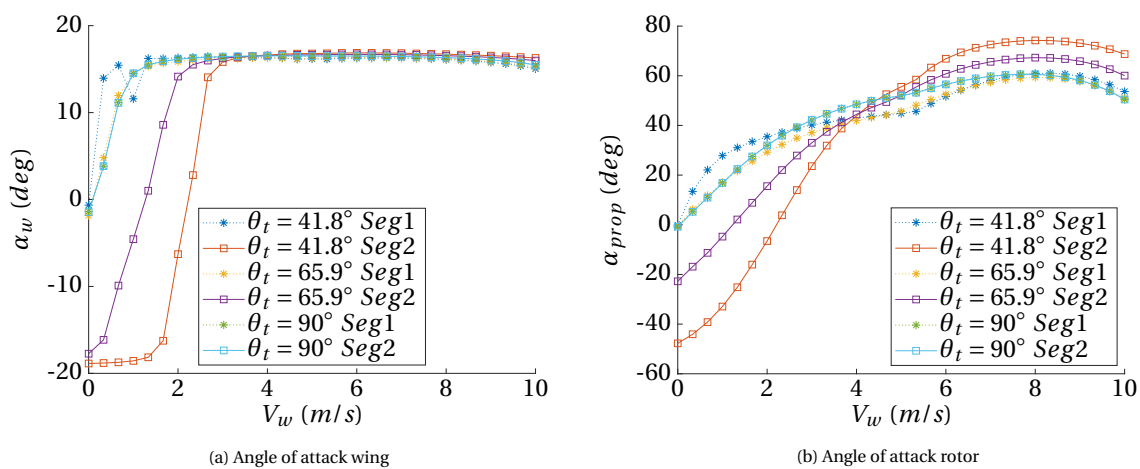 20
10
0
-10
-20
α_w (deg)
0 2 4 6 8 10
V_w (m/s)
θ_t = 41.8° Seg1
θ_t = 41.8° Seg2
θ_t = 65.9° Seg1
θ_t = 65.9° Seg2
θ_t = 90° Seg1
θ_t = 90° Seg2
(a) Angle of attack wing
80
60
40
20
0
-20
-40
-60
α_prop (deg)
0 2 4 6 8 10
V_w (m/s)
θ_t = 41.8° Seg1
θ_t = 41.8° Seg2
θ_t = 65.9° Seg1
θ_t = 65.9° Seg2
θ_t = 90° Seg1
θ_t = 90° Seg2
(b) Angle of attack rotor